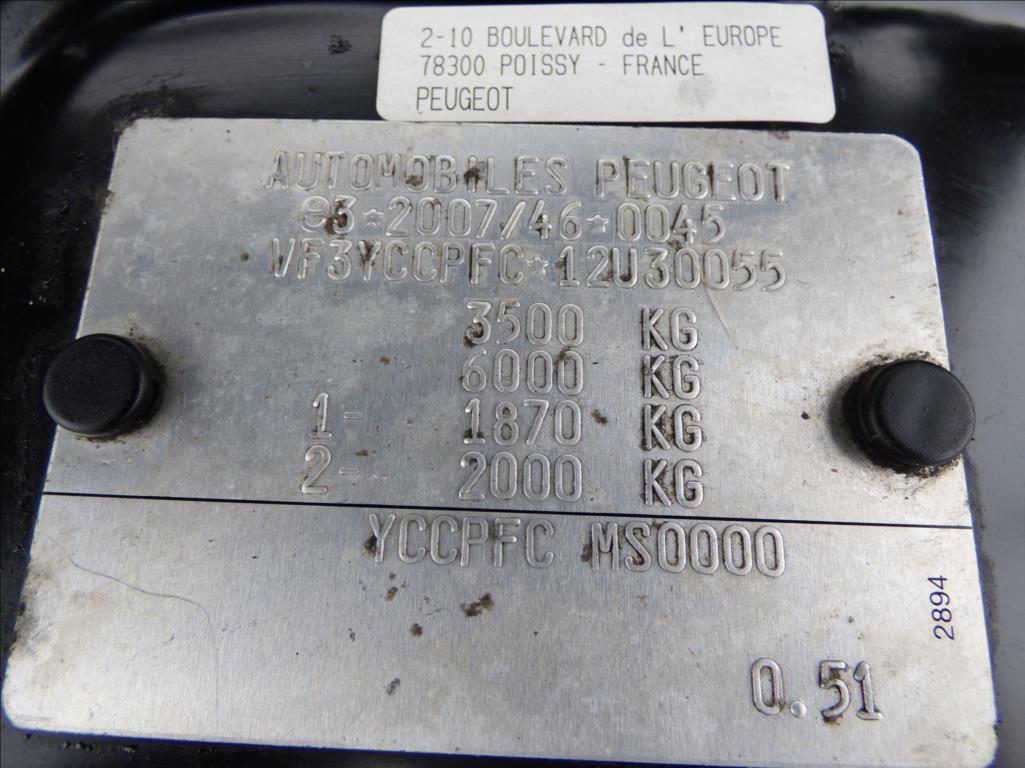 2-10 BOULEVARD de L' EUROPE
78300 POISSY - FRANCE
PEUGEOT
AUTOMOBILES PEUGEOT
e3*2007/46*0045
VF3YCCPFC*12U30055
3500 KG
6000 KG
1- 1870 KG
2- 2000 KG
YCCPFC MS0000
2894
0.51